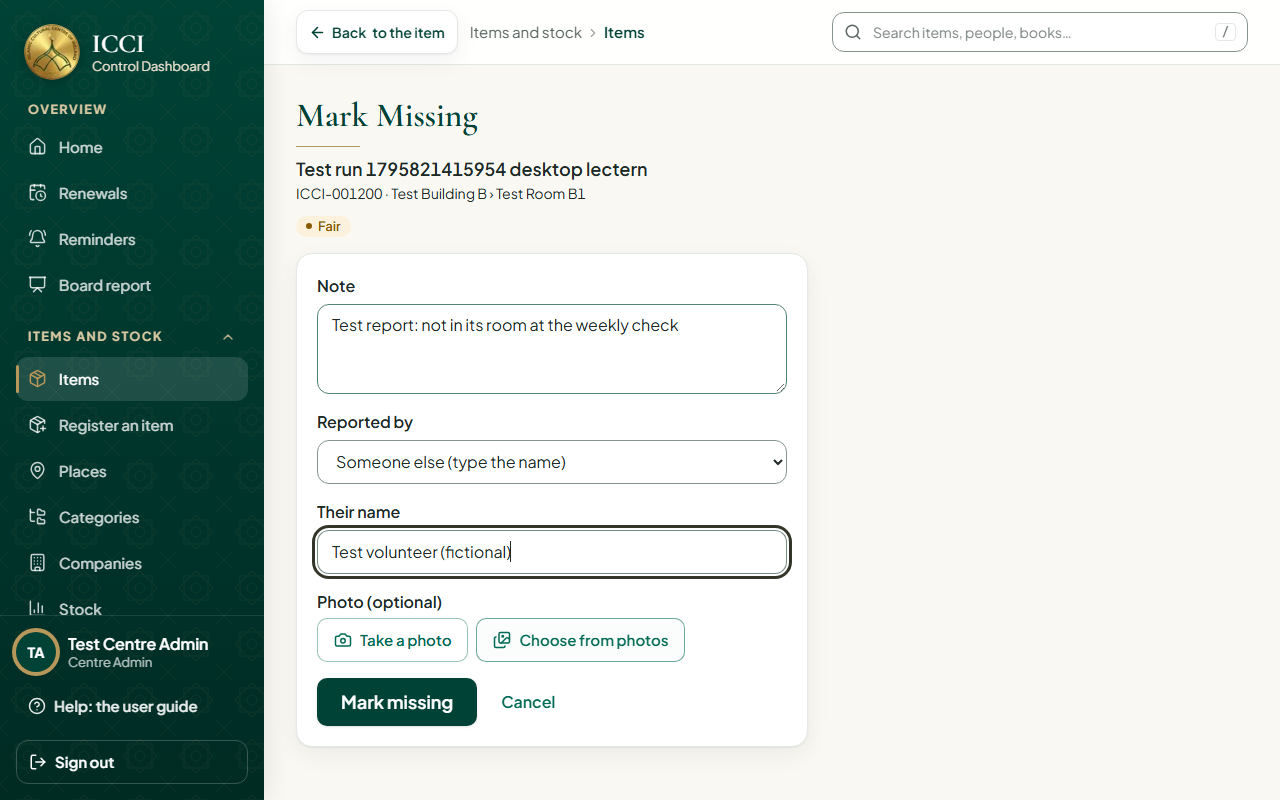 ICCI
Control Dashboard
OVERVIEW
Home
Renewals
Reminders
Board report
ITEMS AND STOCK
Items
Register an item
Places
Categories
Companies
Stock
TA
Test Centre Admin
Centre Admin
Help: the user guide
Sign out
Back to the item
Items and stock › Items
Search items, people, books...
/
Mark Missing
Test run 1795821415954 desktop lectern
ICCI-001200 · Test Building B › Test Room B1
Fair
Note
Test report: not in its room at the weekly check
Reported by
Someone else (type the name)
Their name
Test volunteer (fictional)
Photo (optional)
Take a photo
Choose from photos
Mark missing
Cancel